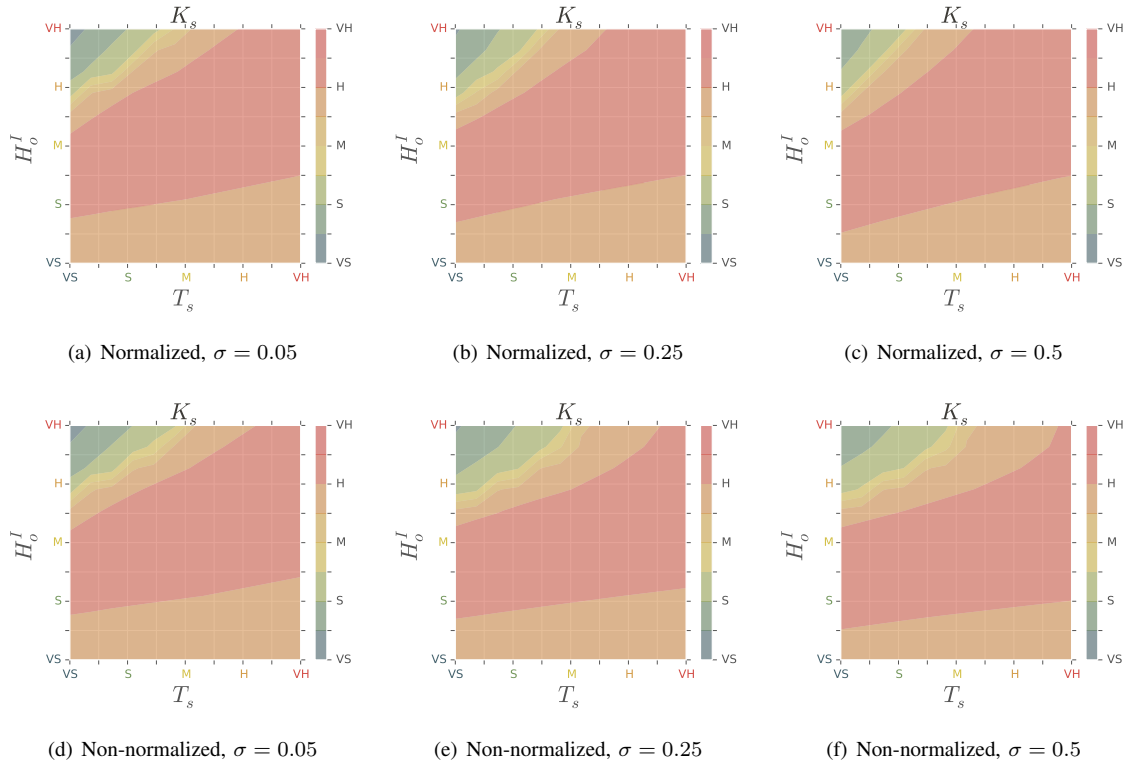 K_s K_s K_s
VH VH VH VH VH VH
H H H H H H
H_o^I M M H_o^I M M H_o^I M M
S S S S S S
VS VS VS VS VS VS
VS S M H VH VS S M H VH VS S M H VH
T_s T_s T_s
(a) Normalized, σ = 0.05 (b) Normalized, σ = 0.25 (c) Normalized, σ = 0.5
K_s K_s K_s
VH VH VH VH VH VH
H H H H H H
H_o^I M M H_o^I M M H_o^I M M
S S S S S S
VS VS VS VS VS VS
VS S M H VH VS S M H VH VS S M H VH
T_s T_s T_s
(d) Non-normalized, σ = 0.05 (e) Non-normalized, σ = 0.25 (f) Non-normalized, σ = 0.5